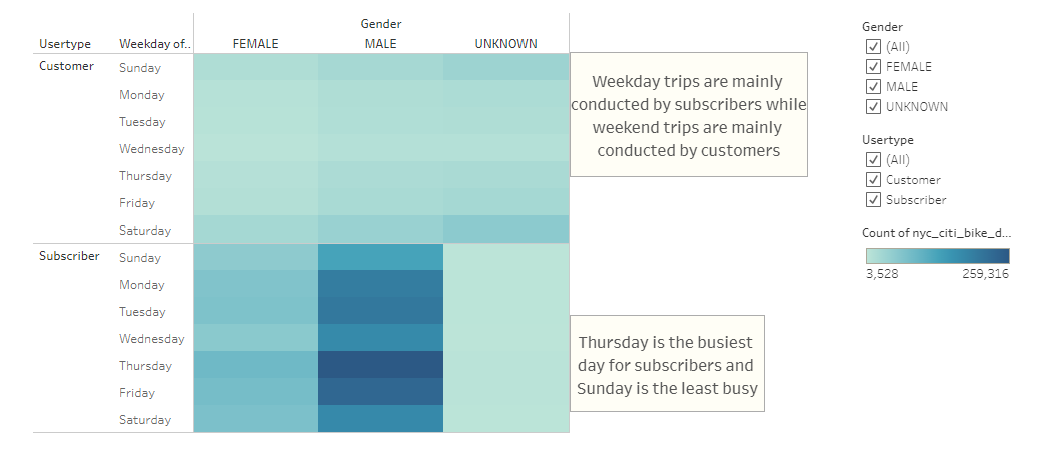 Gender
Usertype Weekday of.. FEMALE MALE UNKNOWN
Customer Sunday
Monday
Tuesday
Wednesday
Thursday
Friday
Saturday
Subscriber Sunday
Monday
Tuesday
Wednesday
Thursday
Friday
Saturday
Weekday trips are mainly
conducted by subscribers while
weekend trips are mainly
conducted by customers
Thursday is the busiest
day for subscribers and
Sunday is the least busy
Gender
(All)
FEMALE
MALE
UNKNOWN
Usertype
(All)
Customer
Subscriber
Count of nyc_citi_bike_d...
3,528 259,316